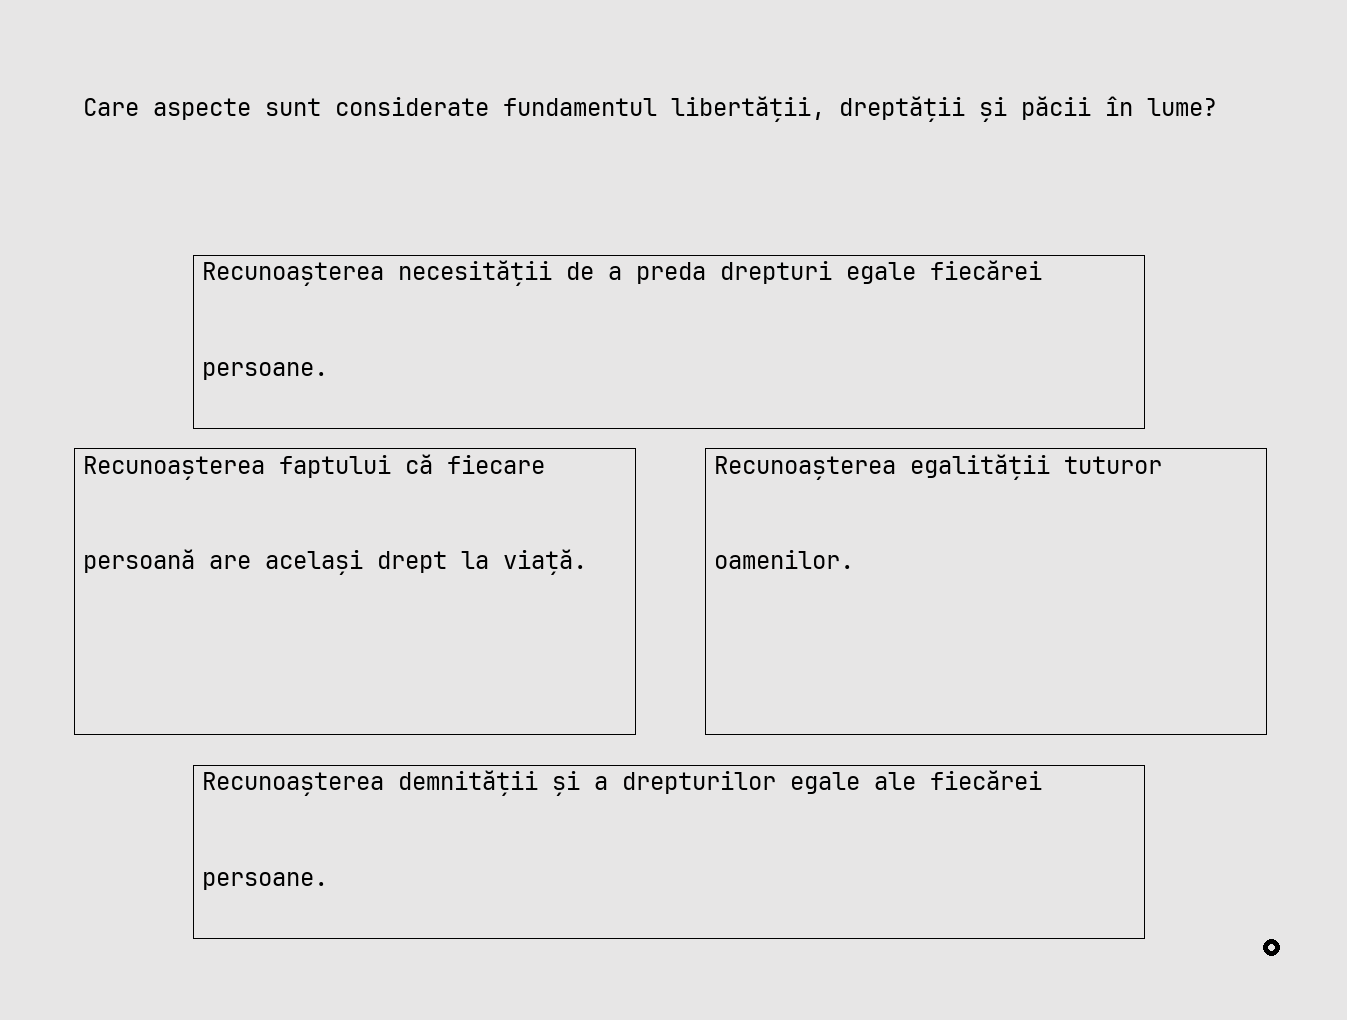 Care aspecte sunt considerate fundamentul libertății, dreptății și păcii în lume?
Recunoașterea necesității de a preda drepturi egale fiecărei
persoane.
Recunoașterea faptului că fiecare
persoană are același drept la viață.
Recunoașterea egalității tuturor
oamenilor.
Recunoașterea demnității și a drepturilor egale ale fiecărei
persoane.